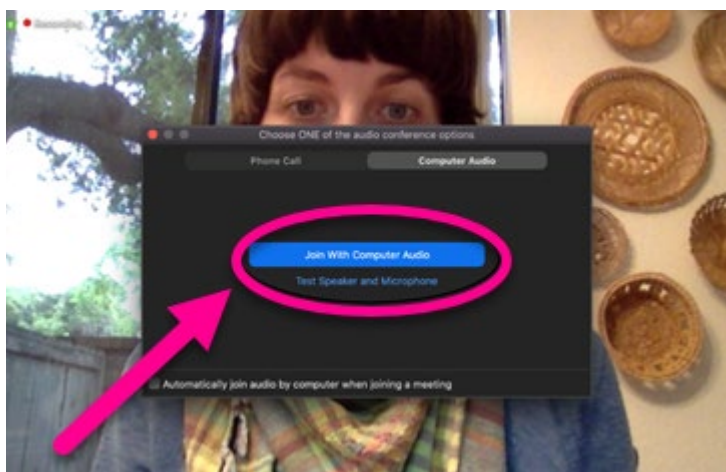 Recording...
Choose ONE of the audio conference options
Phone Call
Computer Audio
Join With Computer Audio
Test Speaker and Microphone
Automatically join audio by computer when joining a meeting